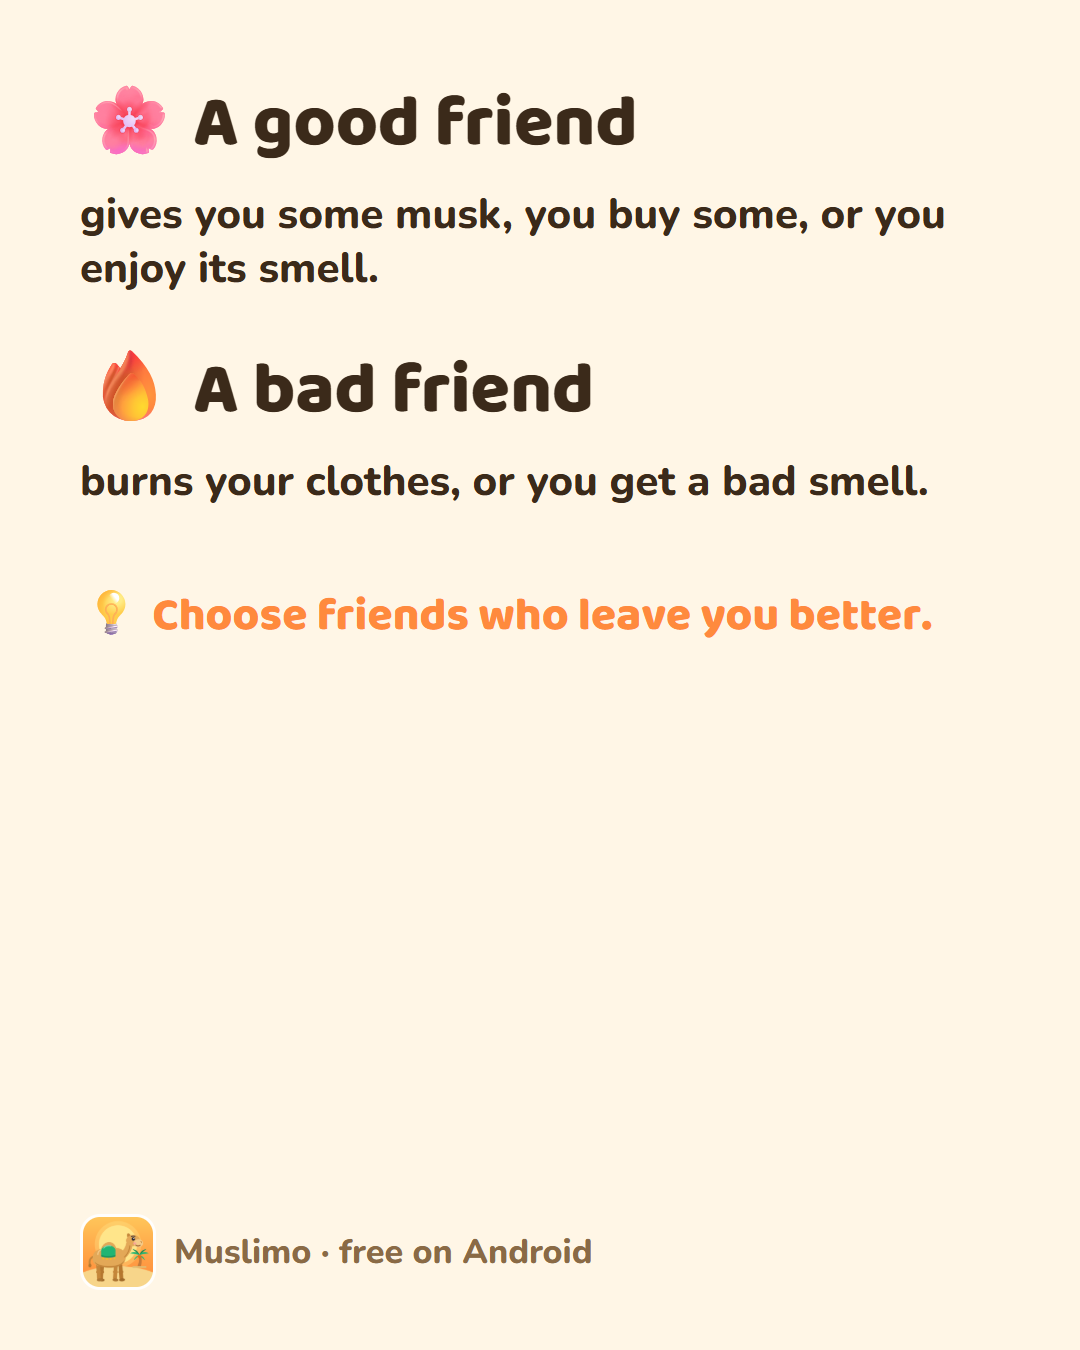 A good friend
gives you some musk, you buy some, or you
enjoy its smell.
A bad friend
burns your clothes, or you get a bad smell.
Choose friends who leave you better.
Muslimo · free on Android